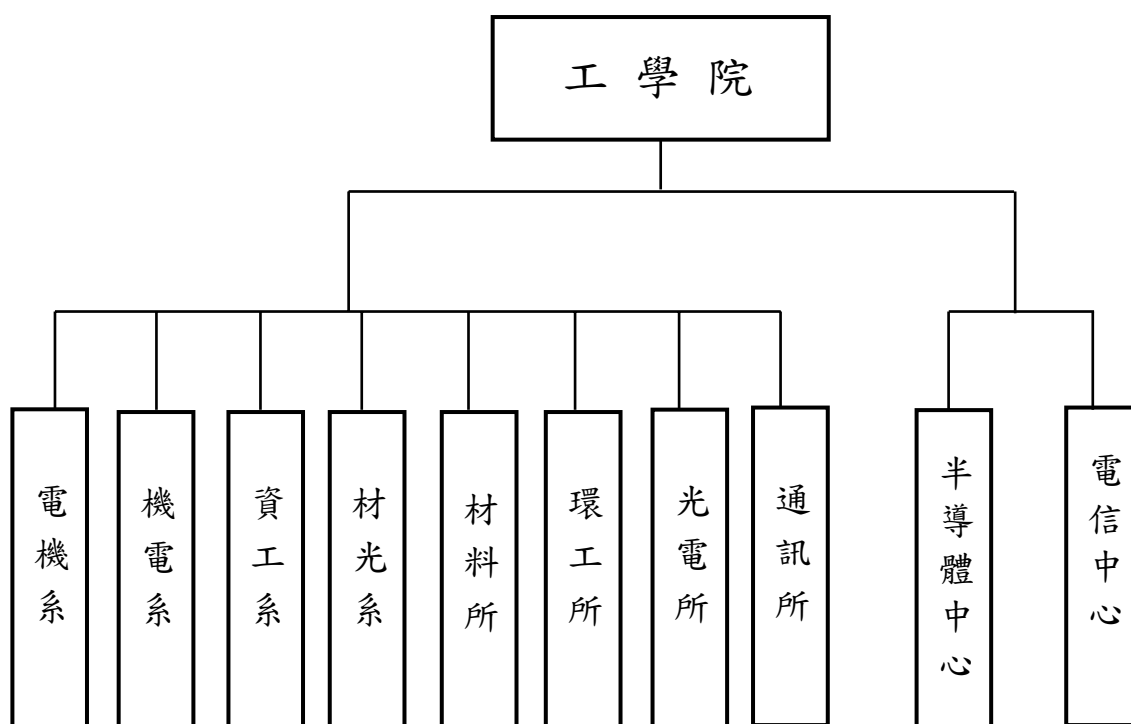 工學院
電機系
機電系
資工系
材光系
材料所
環工所
光電所
通訊所
半導體中心
電信中心